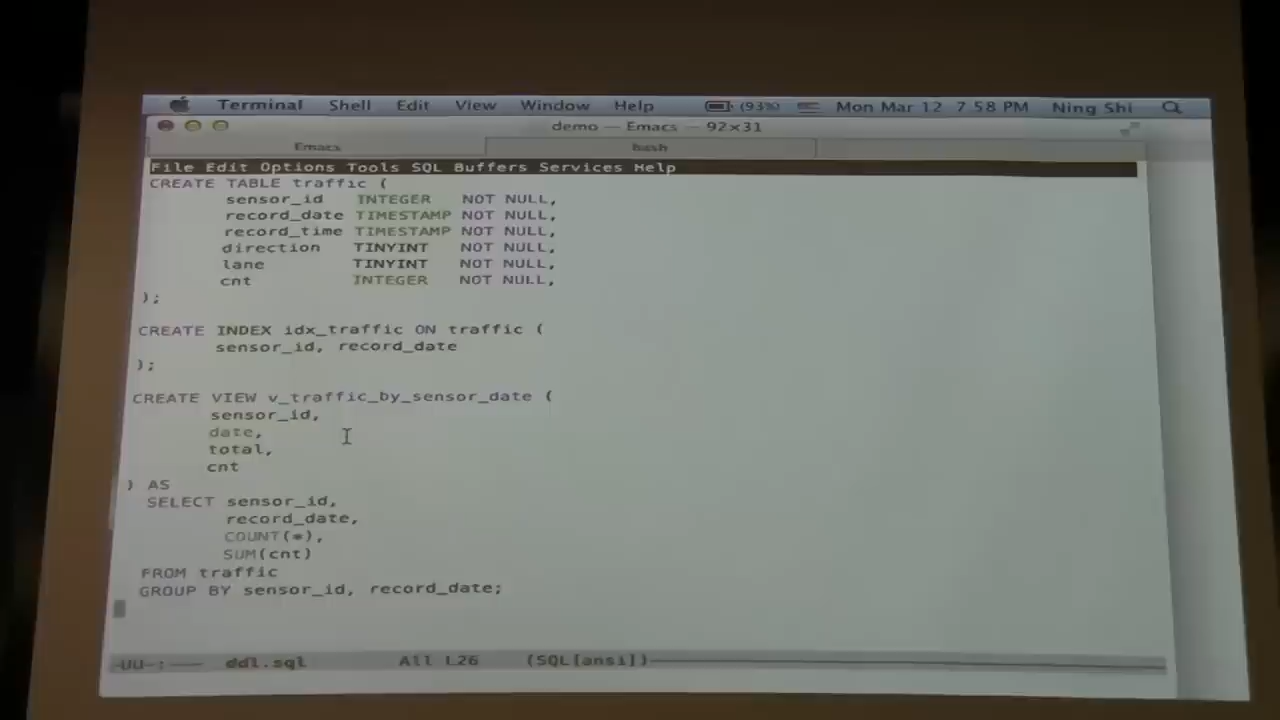 Terminal Shell Edit View Window Help (93%) Mon Mar 12 7:58 PM Ning Shi
demo — Emacs — 92×31
Emacs bash
File Edit Options Tools SQL Buffers Services Help
CREATE TABLE traffic (
sensor_id INTEGER NOT NULL,
record_date TIMESTAMP NOT NULL,
record_time TIMESTAMP NOT NULL,
direction TINYINT NOT NULL,
lane TINYINT NOT NULL,
cnt INTEGER NOT NULL,
);
CREATE INDEX idx_traffic ON traffic (
sensor_id, record_date
);
CREATE VIEW v_traffic_by_sensor_date (
sensor_id,
date,
total,
cnt
) AS
SELECT sensor_id,
record_date,
COUNT(*),
SUM(cnt)
FROM traffic
GROUP BY sensor_id, record_date;
-UU-:---- ddl.sql All L26 (SQL[ansi])